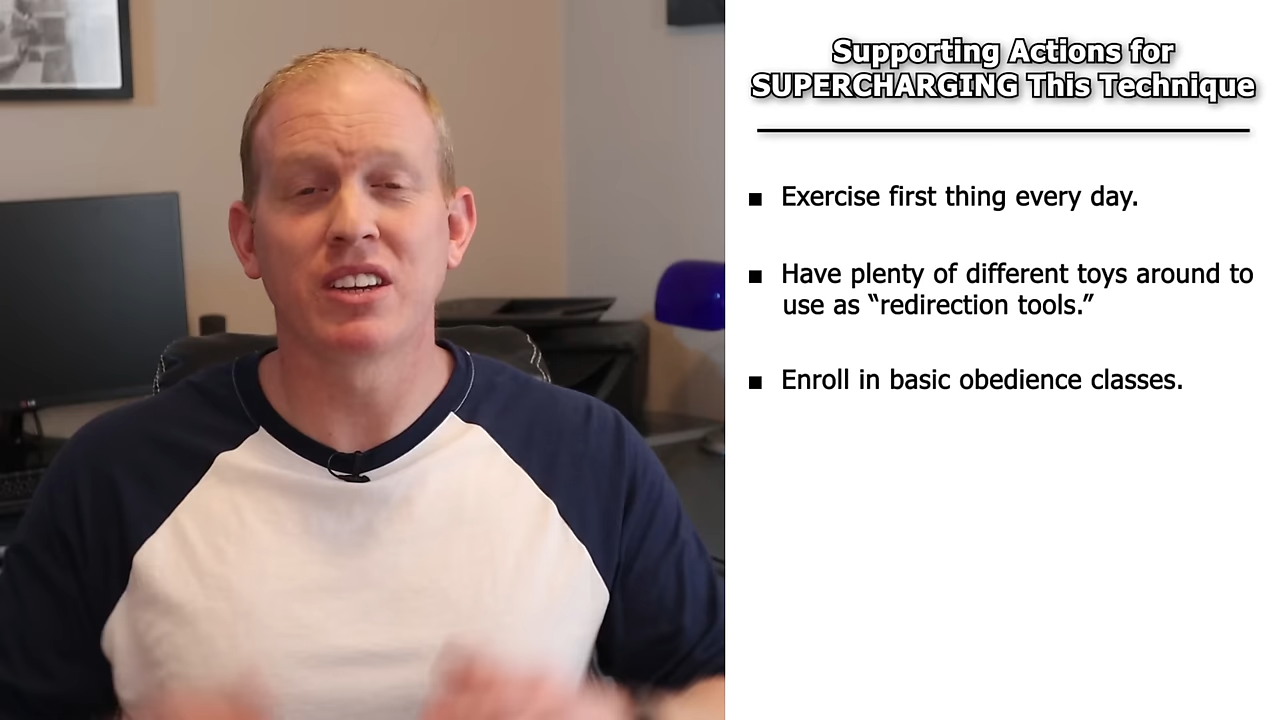 Supporting Actions for
SUPERCHARGING This Technique
■ Exercise first thing every day.
■ Have plenty of different toys around to
use as “redirection tools.”
■ Enroll in basic obedience classes.